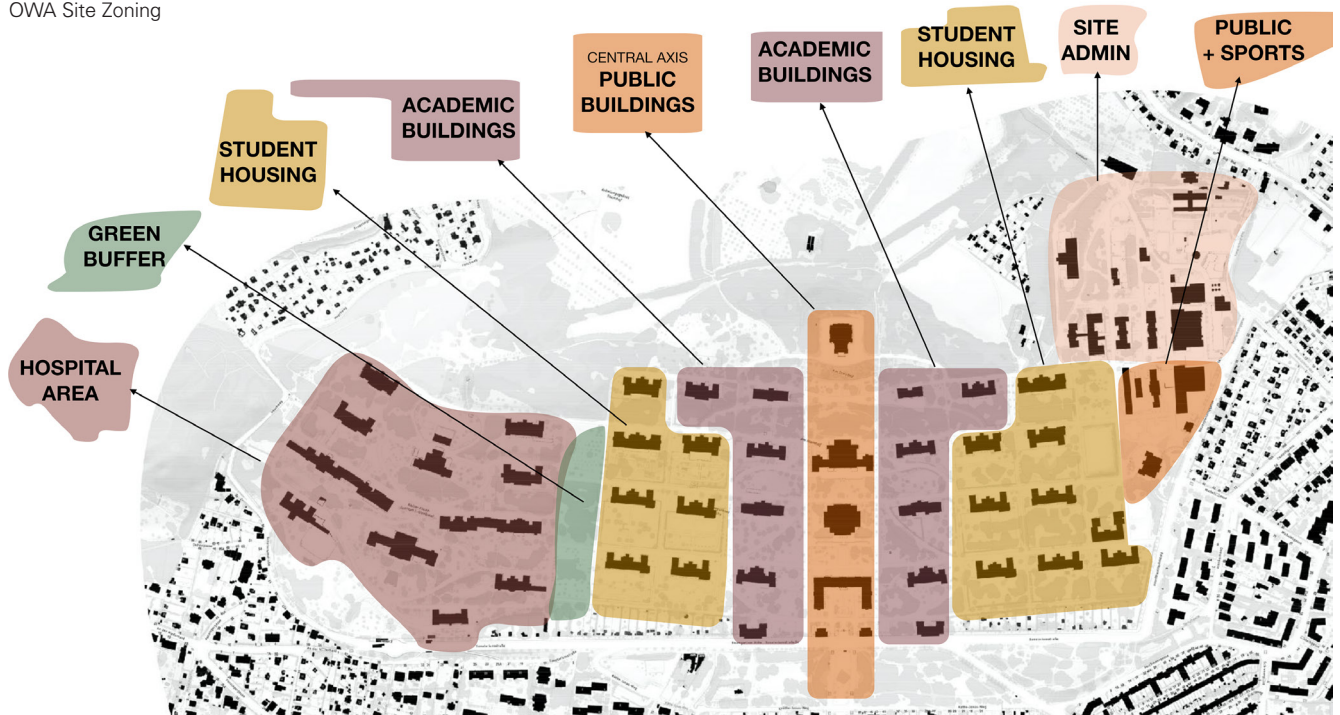 OWA Site Zoning
HOSPITAL
AREA
GREEN
BUFFER
STUDENT
HOUSING
ACADEMIC
BUILDINGS
CENTRAL AXIS
PUBLIC
BUILDINGS
ACADEMIC
BUILDINGS
STUDENT
HOUSING
SITE
ADMIN
PUBLIC
+ SPORTS